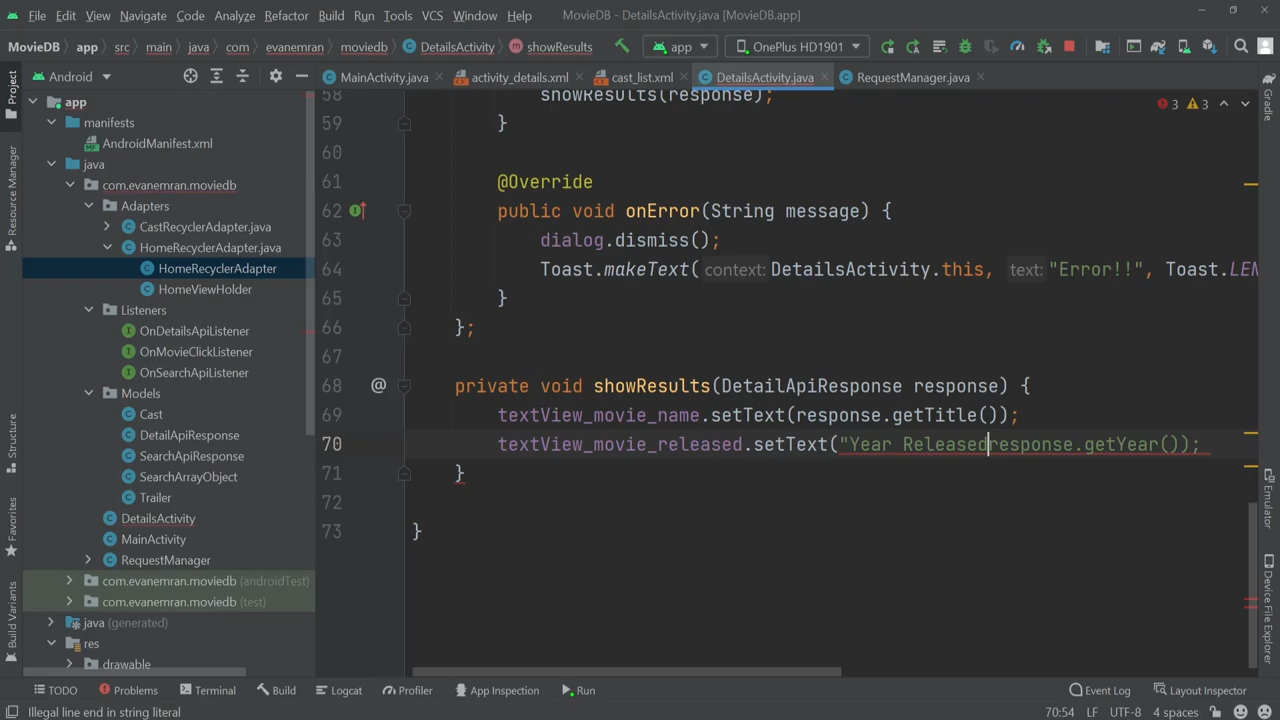 File Edit View Navigate Code Analyze Refactor Build Run Tools VCS Window Help MovieDB - DetailsActivity.java [MovieDB.app]
MovieDB app src main java com evanemran moviedb DetailsActivity showResults app OnePlus HD1901
Android MainActivity.java activity_details.xml cast_list.xml DetailsActivity.java RequestManager.java
Project
Resource Manager
Structure
Favorites
Build Variants
app
manifests
AndroidManifest.xml
java
com.evanemran.moviedb
Adapters
CastRecyclerAdapter.java
HomeRecyclerAdapter.java
HomeRecyclerAdapter
HomeViewHolder
Listeners
OnDetailsApiListener
OnMovieClickListener
OnSearchApiListener
Models
Cast
DetailApiResponse
SearchApiResponse
SearchArrayObject
Trailer
DetailsActivity
MainActivity
RequestManager
com.evanemran.moviedb (androidTest)
com.evanemran.moviedb (test)
java (generated)
res
drawable
3 3
58 showResults(response);
59 }
60
61 @Override
62 public void onError(String message) {
63 dialog.dismiss();
64 Toast.makeText( context: DetailsActivity.this, text: "Error!!", Toast.LEN
65 }
66 };
67
68 @ private void showResults(DetailApiResponse response) {
69 textView_movie_name.setText(response.getTitle());
70 textView_movie_released.setText("Year Releasedresponse.getYear());
71 }
72
73 }
Gradle
Emulator
Device File Explorer
TODO Problems Terminal Build Logcat Profiler App Inspection Run Event Log Layout Inspector
Illegal line end in string literal 70:54 LF UTF-8 4 spaces